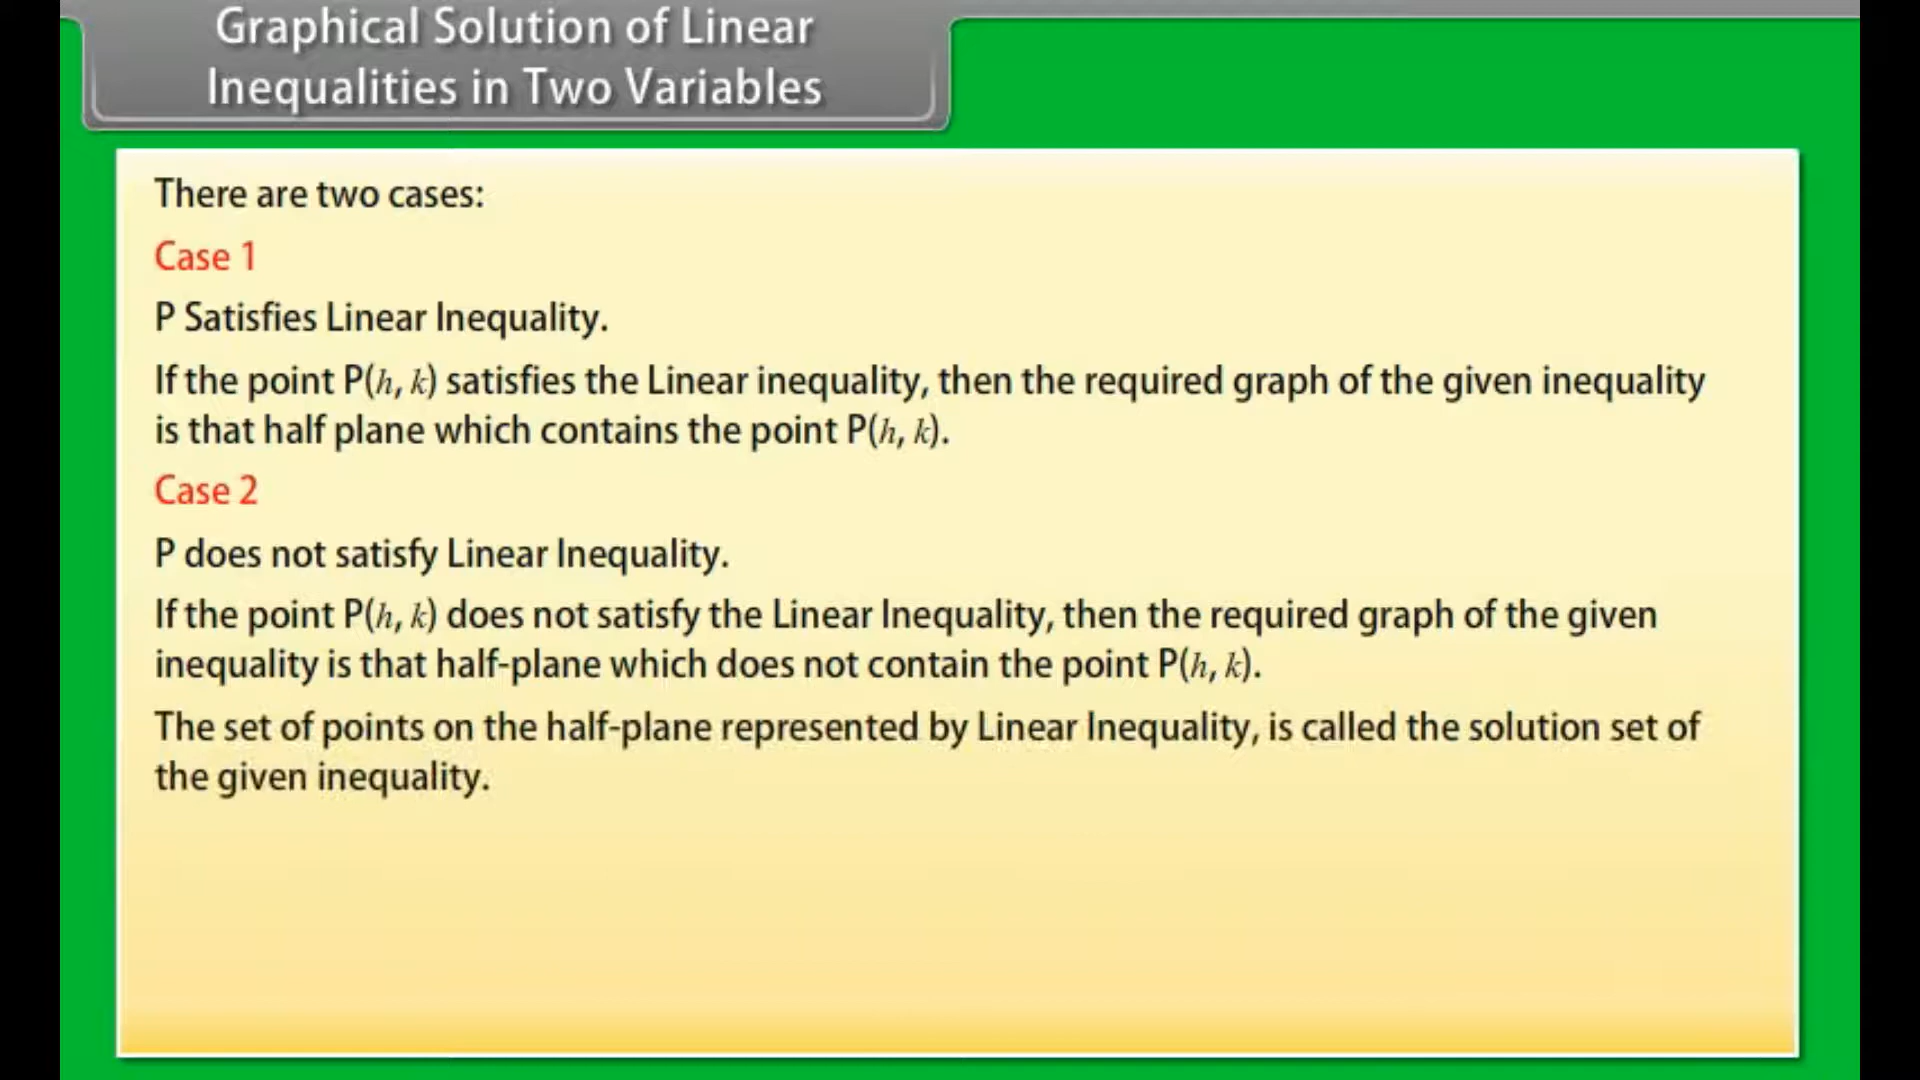 Graphical Solution of Linear
Inequalities in Two Variables
There are two cases:
Case 1
P Satisfies Linear Inequality.
If the point P(h, k) satisfies the Linear inequality, then the required graph of the given inequality
is that half plane which contains the point P(h, k).
Case 2
P does not satisfy Linear Inequality.
If the point P(h, k) does not satisfy the Linear Inequality, then the required graph of the given
inequality is that half-plane which does not contain the point P(h, k).
The set of points on the half-plane represented by Linear Inequality, is called the solution set of
the given inequality.